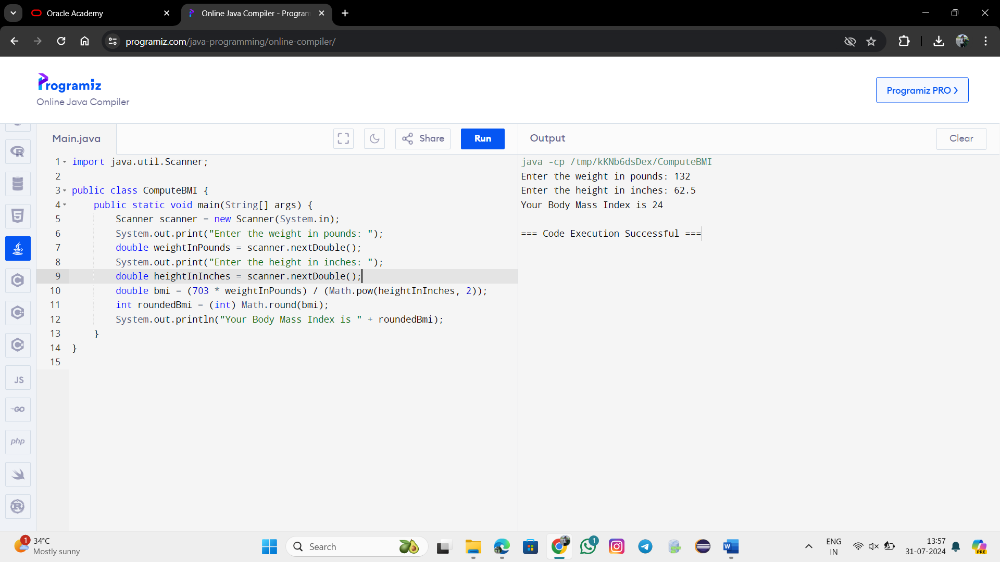 Oracle Academy
Online Java Compiler - Program
programiz.com/java-programming/online-compiler/
Programiz
Online Java Compiler
Programiz PRO
Main.java
Share
Run
Output
Clear
1 import java.util.Scanner;
2
3 public class ComputeBMI {
4 public static void main(String[] args) {
5 Scanner scanner = new Scanner(System.in);
6 System.out.print("Enter the weight in pounds: ");
7 double weightInPounds = scanner.nextDouble();
8 System.out.print("Enter the height in inches: ");
9 double heightInInches = scanner.nextDouble();
10 double bmi = (703 * weightInPounds) / (Math.pow(heightInInches, 2));
11 int roundedBmi = (int) Math.round(bmi);
12 System.out.println("Your Body Mass Index is " + roundedBmi);
13 }
14 }
15
java -cp /tmp/kKNb6dsDex/ComputeBMI
Enter the weight in pounds: 132
Enter the height in inches: 62.5
Your Body Mass Index is 24
=== Code Execution Successful ===
R
5
C
C
C
JS
GO
php
R
1
34°C
Mostly sunny
Search
1
W
PRE
ENG
IN
13:57
31-07-2024